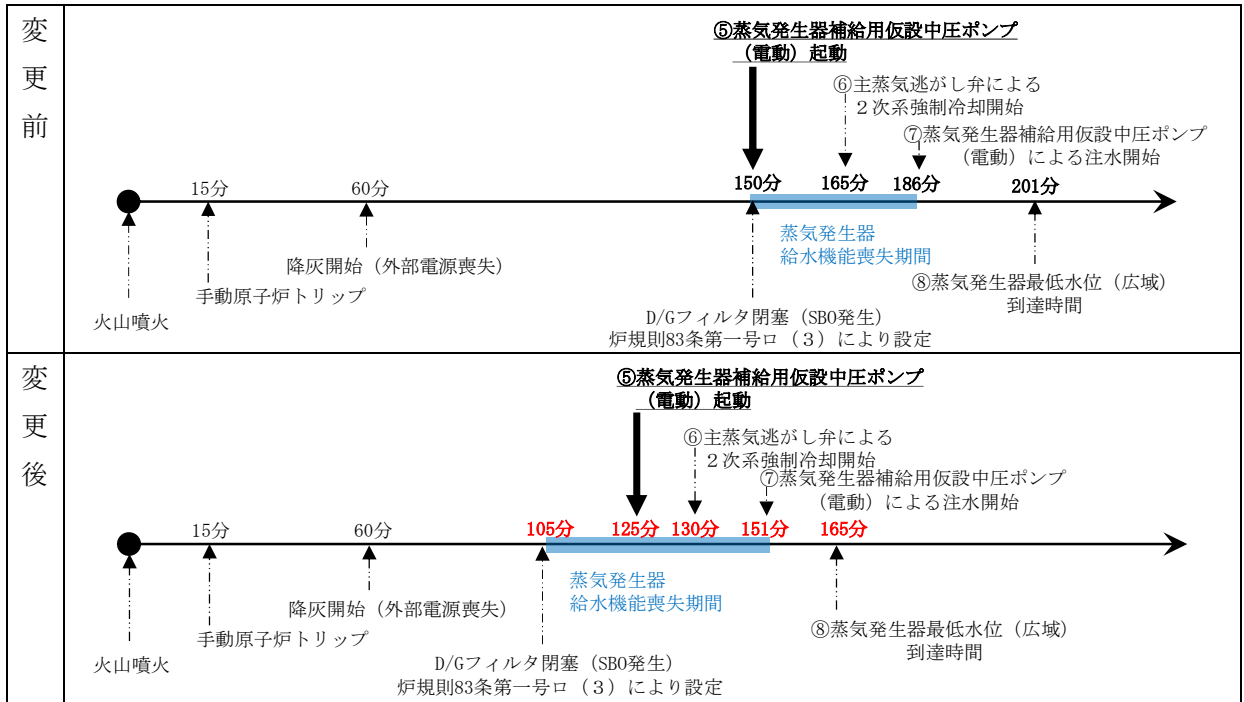 変
更
前
⑤蒸気発生器補給用仮設中圧ポンプ
（電動）起動
⑥主蒸気逃がし弁による
２次系強制冷却開始
⑦蒸気発生器補給用仮設中圧ポンプ
（電動）による注水開始
15分
60分
150分
165分
186分
201分
蒸気発生器
給水機能喪失期間
降灰開始（外部電源喪失）
手動原子炉トリップ
火山噴火
⑧蒸気発生器最低水位（広域）
到達時間
D/Gフィルタ閉塞（SBO発生）
炉規則83条第一号ロ（３）により設定
変
更
後
⑤蒸気発生器補給用仮設中圧ポンプ
（電動）起動
⑥主蒸気逃がし弁による
２次系強制冷却開始
⑦蒸気発生器補給用仮設中圧ポンプ
（電動）による注水開始
15分
60分
105分
125分
130分
151分
165分
蒸気発生器
給水機能喪失期間
降灰開始（外部電源喪失）
手動原子炉トリップ
火山噴火
⑧蒸気発生器最低水位（広域）
到達時間
D/Gフィルタ閉塞（SBO発生）
炉規則83条第一号ロ（３）により設定